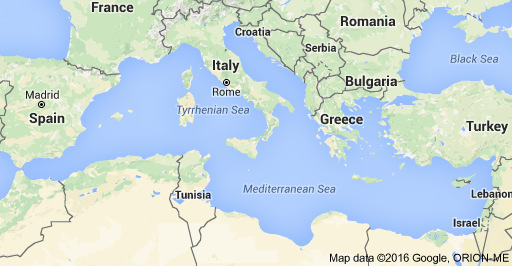 France
Romania
Croatia
Serbia
Black Sea
Italy
Bulgaria
Rome
Madrid
Tyrrhenian Sea
Spain
Greece
Turkey
Tunisia
Mediterranean Sea
Lebanon
Israel
Map data ©2016 Google, ORION-ME